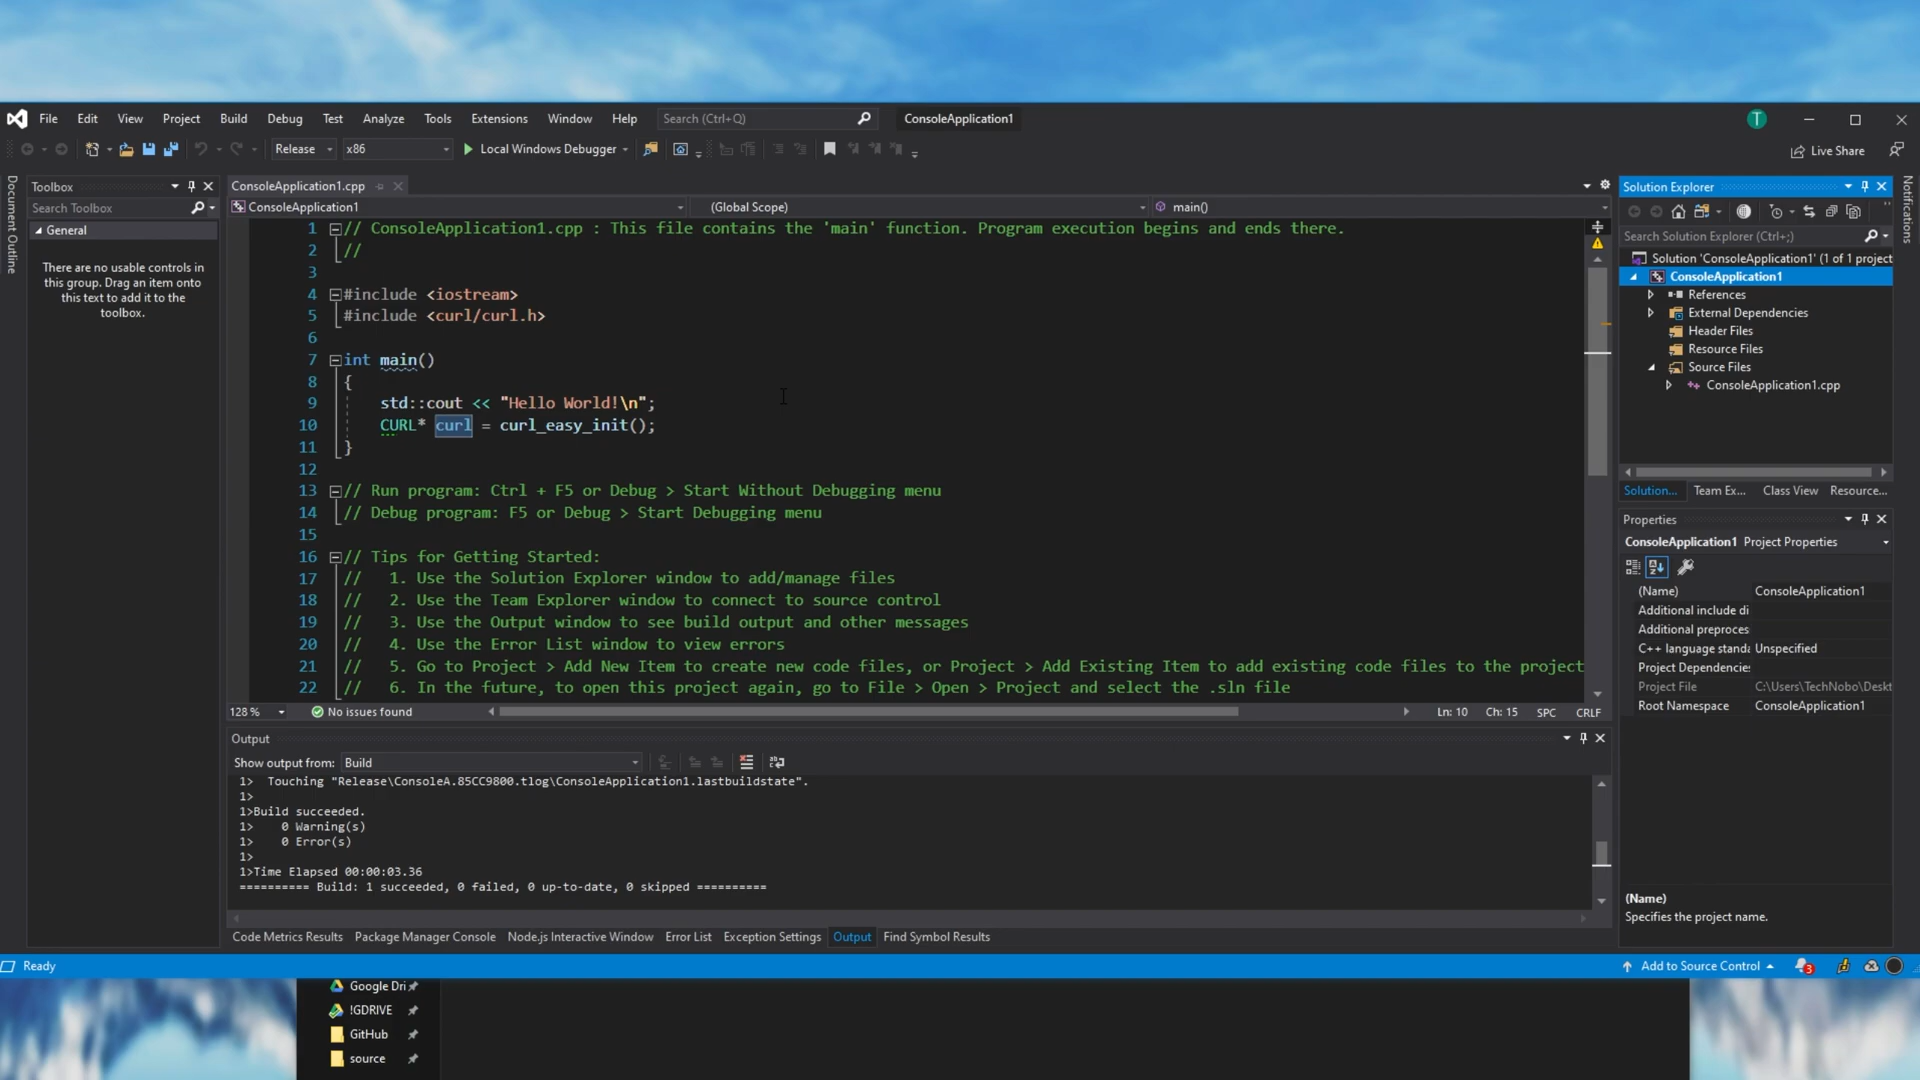 File Edit View Project Build Debug Test Analyze Tools Extensions Window Help Search (Ctrl+Q) ConsoleApplication1 T
Release x86 Local Windows Debugger Live Share
Document Outline
Toolbox
Search Toolbox
General
There are no usable controls in
this group. Drag an item onto
this text to add it to the
toolbox.
ConsoleApplication1.cpp
ConsoleApplication1 (Global Scope) main()
1 // ConsoleApplication1.cpp : This file contains the 'main' function. Program execution begins and ends there.
2 //
3
4 #include <iostream>
5 #include <curl/curl.h>
6
7 int main()
8 {
9 std::cout << "Hello World!\n";
10 CURL* curl = curl_easy_init();
11 }
12
13 // Run program: Ctrl + F5 or Debug > Start Without Debugging menu
14 // Debug program: F5 or Debug > Start Debugging menu
15
16 // Tips for Getting Started:
17 // 1. Use the Solution Explorer window to add/manage files
18 // 2. Use the Team Explorer window to connect to source control
19 // 3. Use the Output window to see build output and other messages
20 // 4. Use the Error List window to view errors
21 // 5. Go to Project > Add New Item to create new code files, or Project > Add Existing Item to add existing code files to the project
22 // 6. In the future, to open this project again, go to File > Open > Project and select the .sln file
128 % No issues found Ln: 10 Ch: 15 SPC CRLF
Output
Show output from: Build
1> Touching "Release\ConsoleA.85CC9800.tlog\ConsoleApplication1.lastbuildstate".
1>
1>Build succeeded.
1> 0 Warning(s)
1> 0 Error(s)
1>
1>Time Elapsed 00:00:03.36
========== Build: 1 succeeded, 0 failed, 0 up-to-date, 0 skipped ==========
Code Metrics Results Package Manager Console Node.js Interactive Window Error List Exception Settings Output Find Symbol Results
Solution Explorer
Search Solution Explorer (Ctrl+;)
Solution 'ConsoleApplication1' (1 of 1 project
ConsoleApplication1
References
External Dependencies
Header Files
Resource Files
Source Files
ConsoleApplication1.cpp
Solution... Team Ex... Class View Resource...
Properties
ConsoleApplication1 Project Properties
(Name) ConsoleApplication1
Additional include di
Additional preproces
C++ language standa Unspecified
Project Dependencie
Project File C:\Users\TechNobo\Deskt
Root Namespace ConsoleApplication1
(Name)
Specifies the project name.
Notifications
Ready Add to Source Control 3
Google Dri
!GDRIVE
GitHub
source